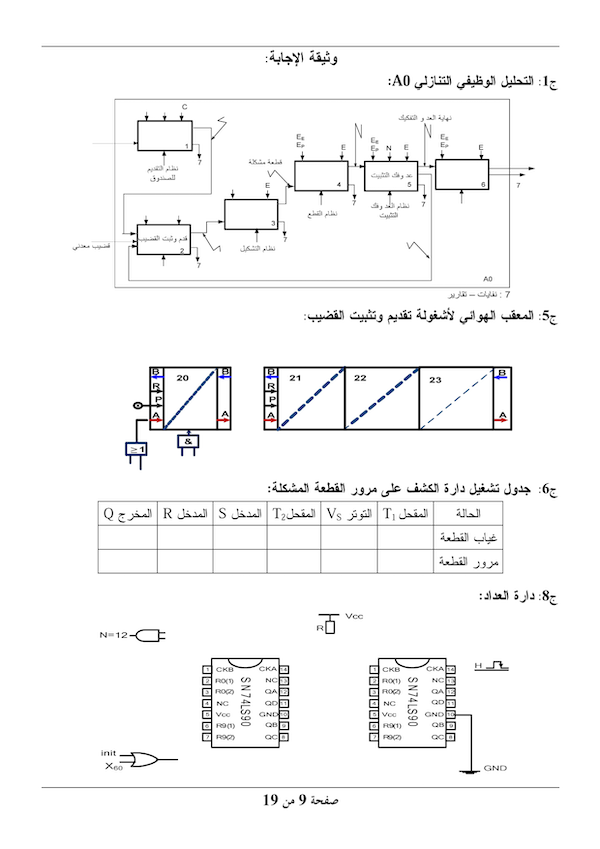 وثيقة الإجابة:
ج1: التحليل الوظيفي التنازلي A0:
C
1
7
نظام التقديم
للصندوق
قضيب معدني
قدم وثبت القضيب
2
7
E
3
7
نظام التشكيل
قطعة مشكلة
E_E
E_P
E
4
7
نظام القطع
نهاية العد و التفكيك
E_E
E_P
N
E
عد وفك التثبيت
5
7
نظام العد وفك
التثبيت
E_E
E_P
E
6
7
A0
7 : نفايات – تقارير
ج5: المعقب الهوائي لأشغولة تقديم وتثبيت القضيب:
B 20 B
R
P
A A
≥1
&
B 21 22 23 B
R
P
A A
ج6: جدول تشغيل دارة الكشف على مرور القطعة المشكلة:
الحالة المقحل T1 التوتر VS المقحل T2 المدخل S المدخل R المخرج Q
غياب القطعة
مرور القطعة
ج8: دارة العداد:
N=12
Vcc
R
1 CKB CKA 14
2 R0(1) NC 13
3 R0(2) QA 12
4 NC QD 11
5 Vcc GND 10
6 R9(1) QB 9
7 R9(2) QC 8
SN74LS90
1 CKB CKA 14
2 R0(1) NC 13
3 R0(2) QA 12
4 NC QD 11
5 Vcc GND 10
6 R9(1) QB 9
7 R9(2) QC 8
SN74LS90
H
init
X60
GND
صفحة 9 من 19